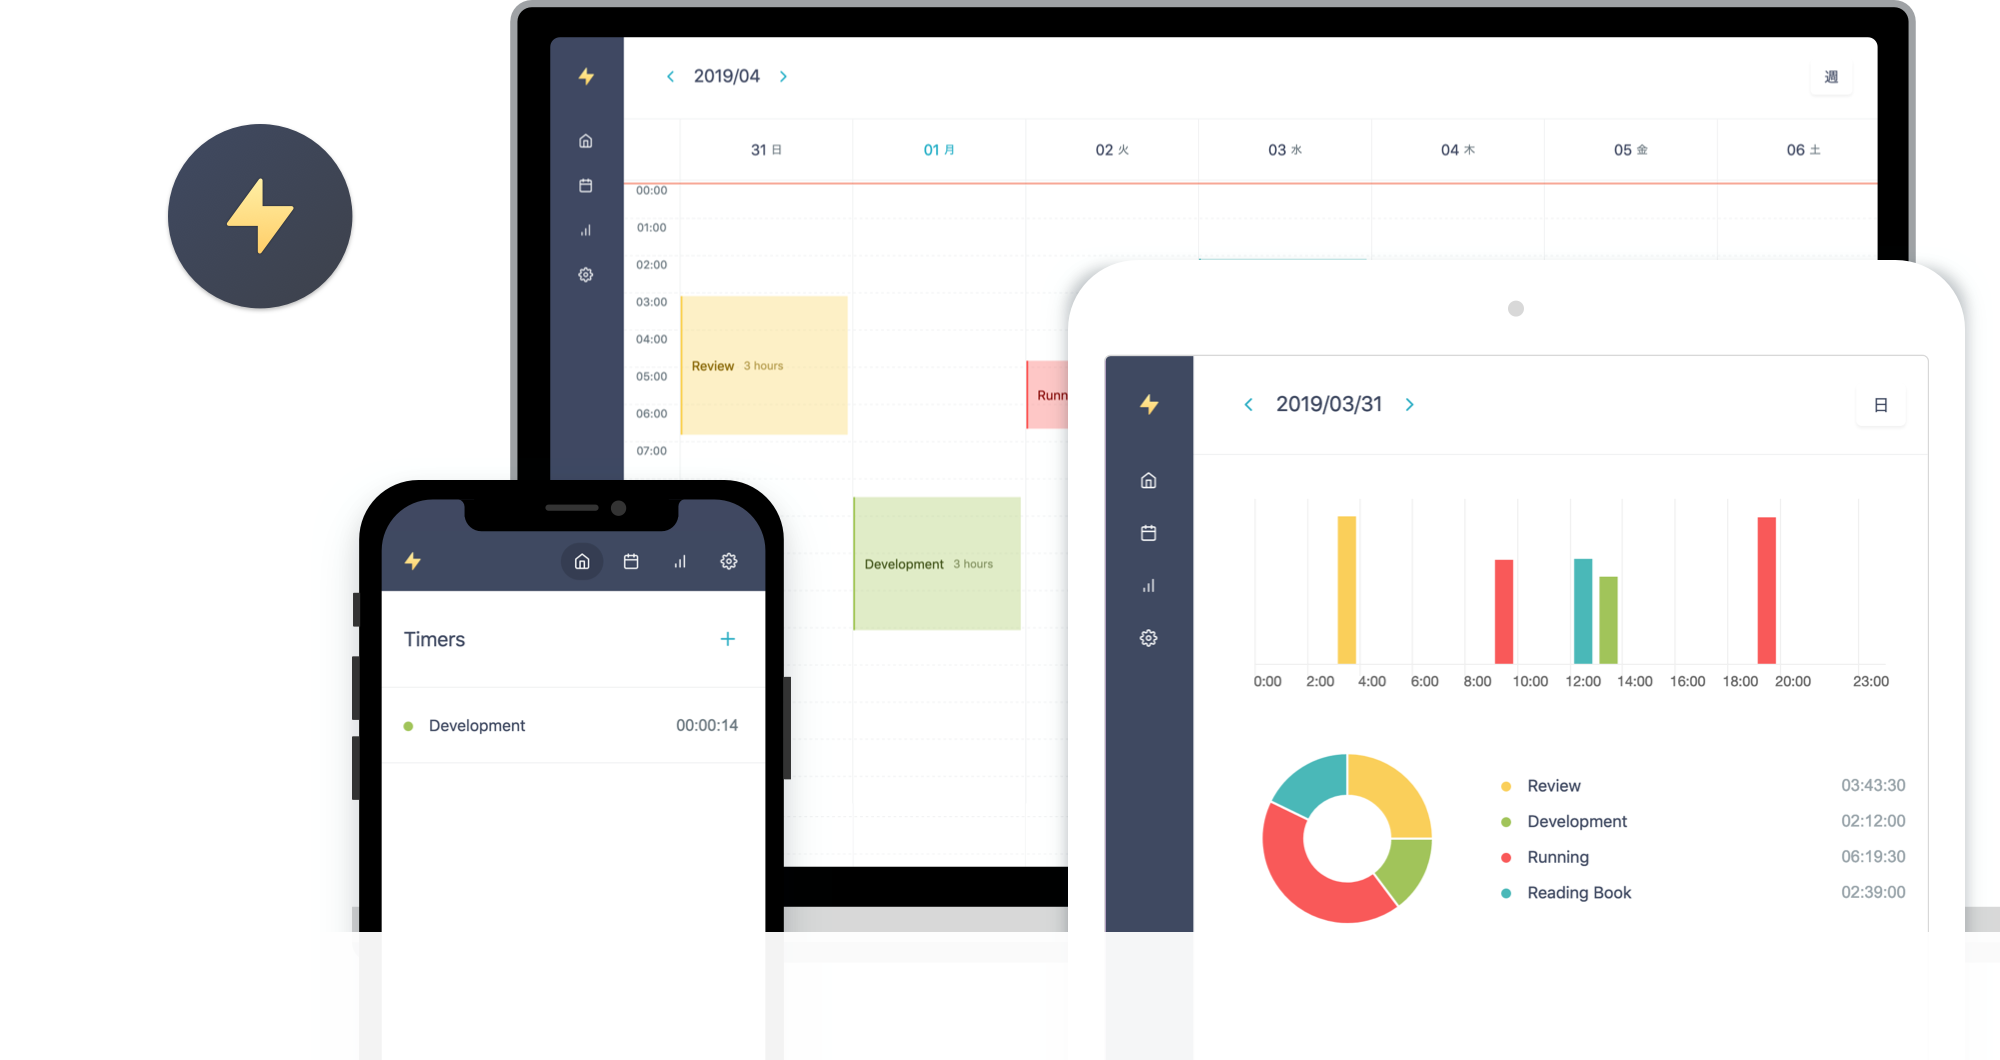 2019/04
週
31 日
01 月
02 火
03 水
04 木
05 金
06 土
00:00
01:00
02:00
03:00
04:00
05:00
06:00
07:00
Review 3 hours
Runn
Development 3 hours
Timers
+
Development 00:00:14
2019/03/31
日
0:00 2:00 4:00 6:00 8:00 10:00 12:00 14:00 16:00 18:00 20:00 23:00
Review 03:43:30
Development 02:12:00
Running 06:19:30
Reading Book 02:39:00